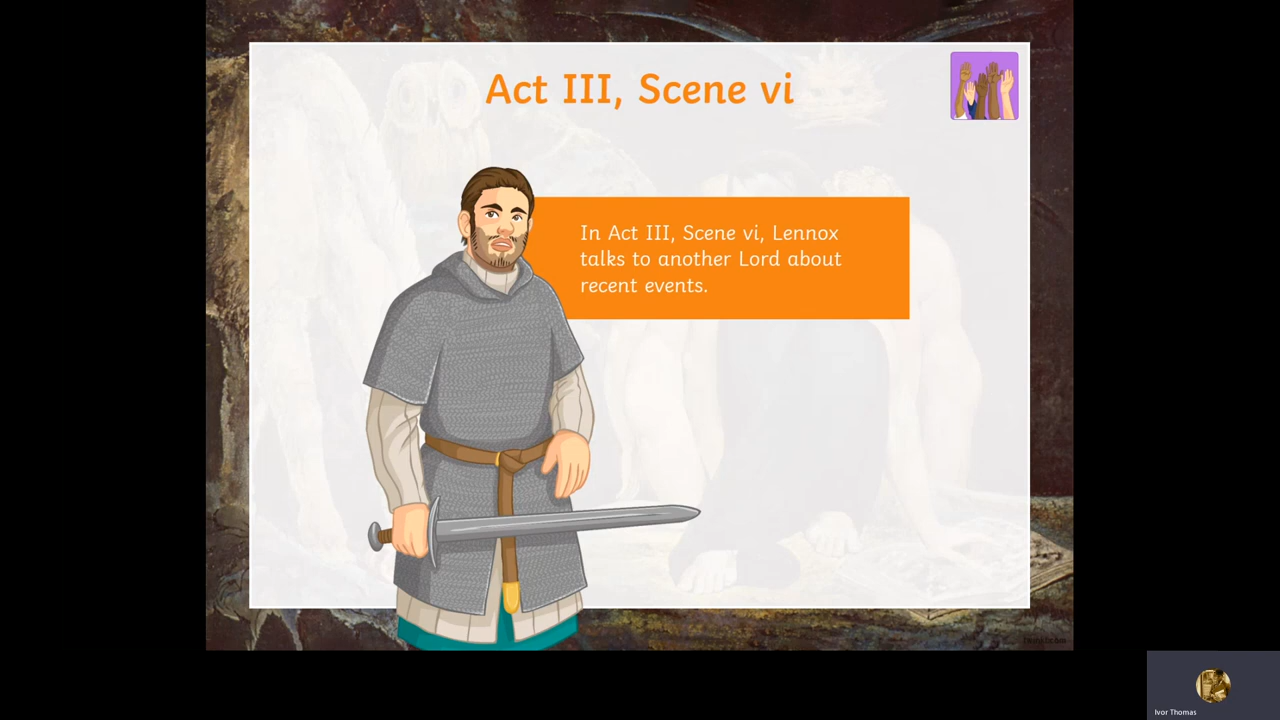 Act III, Scene vi
In Act III, Scene vi, Lennox
talks to another Lord about
recent events.
Ivor Thomas